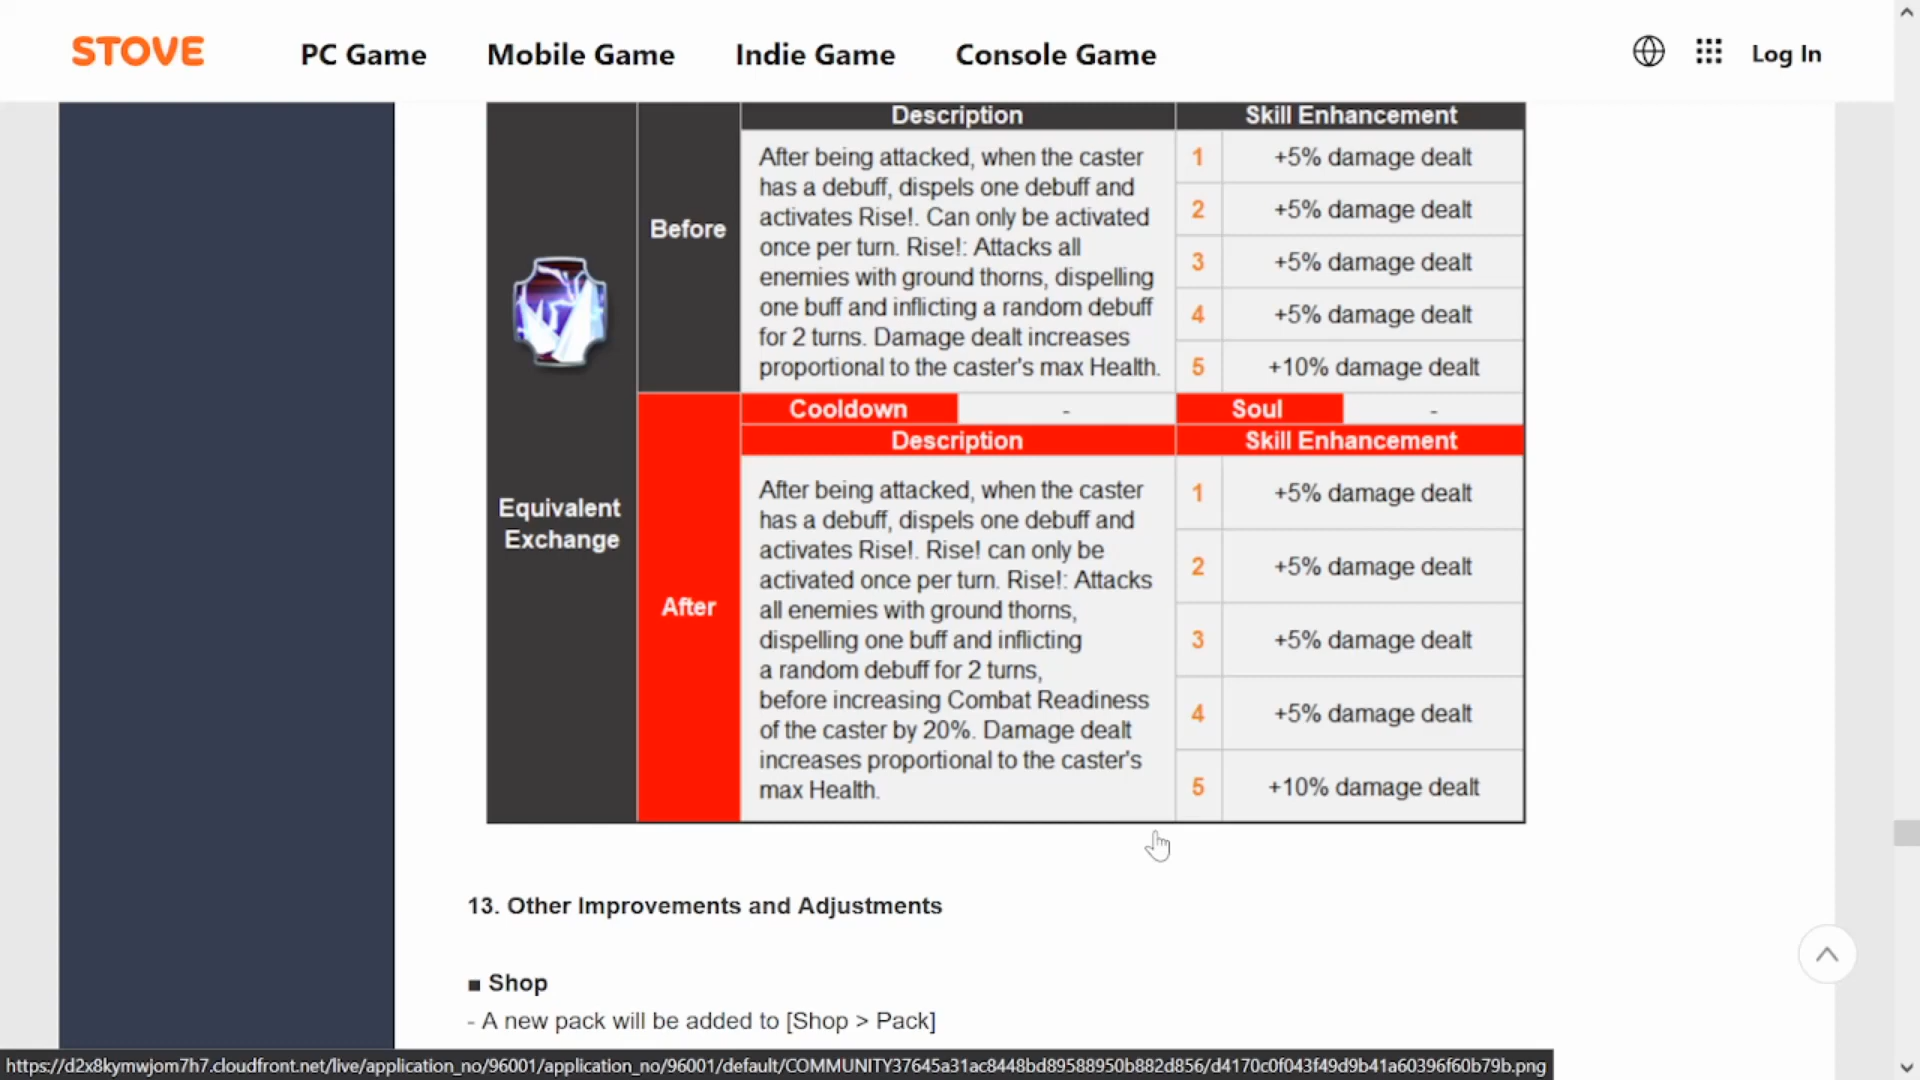 STOVE PC Game Mobile Game Indie Game Console Game Log In
Description Skill Enhancement
Before
After being attacked, when the caster
has a debuff, dispels one debuff and
activates Rise!. Can only be activated
once per turn. Rise!: Attacks all
enemies with ground thorns, dispelling
one buff and inflicting a random debuff
for 2 turns. Damage dealt increases
proportional to the caster's max Health.
1 +5% damage dealt
2 +5% damage dealt
3 +5% damage dealt
4 +5% damage dealt
5 +10% damage dealt
Equivalent
Exchange
After
Cooldown - Soul -
Description Skill Enhancement
After being attacked, when the caster
has a debuff, dispels one debuff and
activates Rise!. Rise! can only be
activated once per turn. Rise!: Attacks
all enemies with ground thorns,
dispelling one buff and inflicting
a random debuff for 2 turns,
before increasing Combat Readiness
of the caster by 20%. Damage dealt
increases proportional to the caster's
max Health.
1 +5% damage dealt
2 +5% damage dealt
3 +5% damage dealt
4 +5% damage dealt
5 +10% damage dealt
13. Other Improvements and Adjustments
■ Shop
- A new pack will be added to [Shop > Pack]
https://d2x8kymwjom7h7.cloudfront.net/live/application_no/96001/application_no/96001/default/COMMUNITY37645a31ac8448bd89588950b882d856/d4170c0f043f49d9b41a60396f60b79b.png